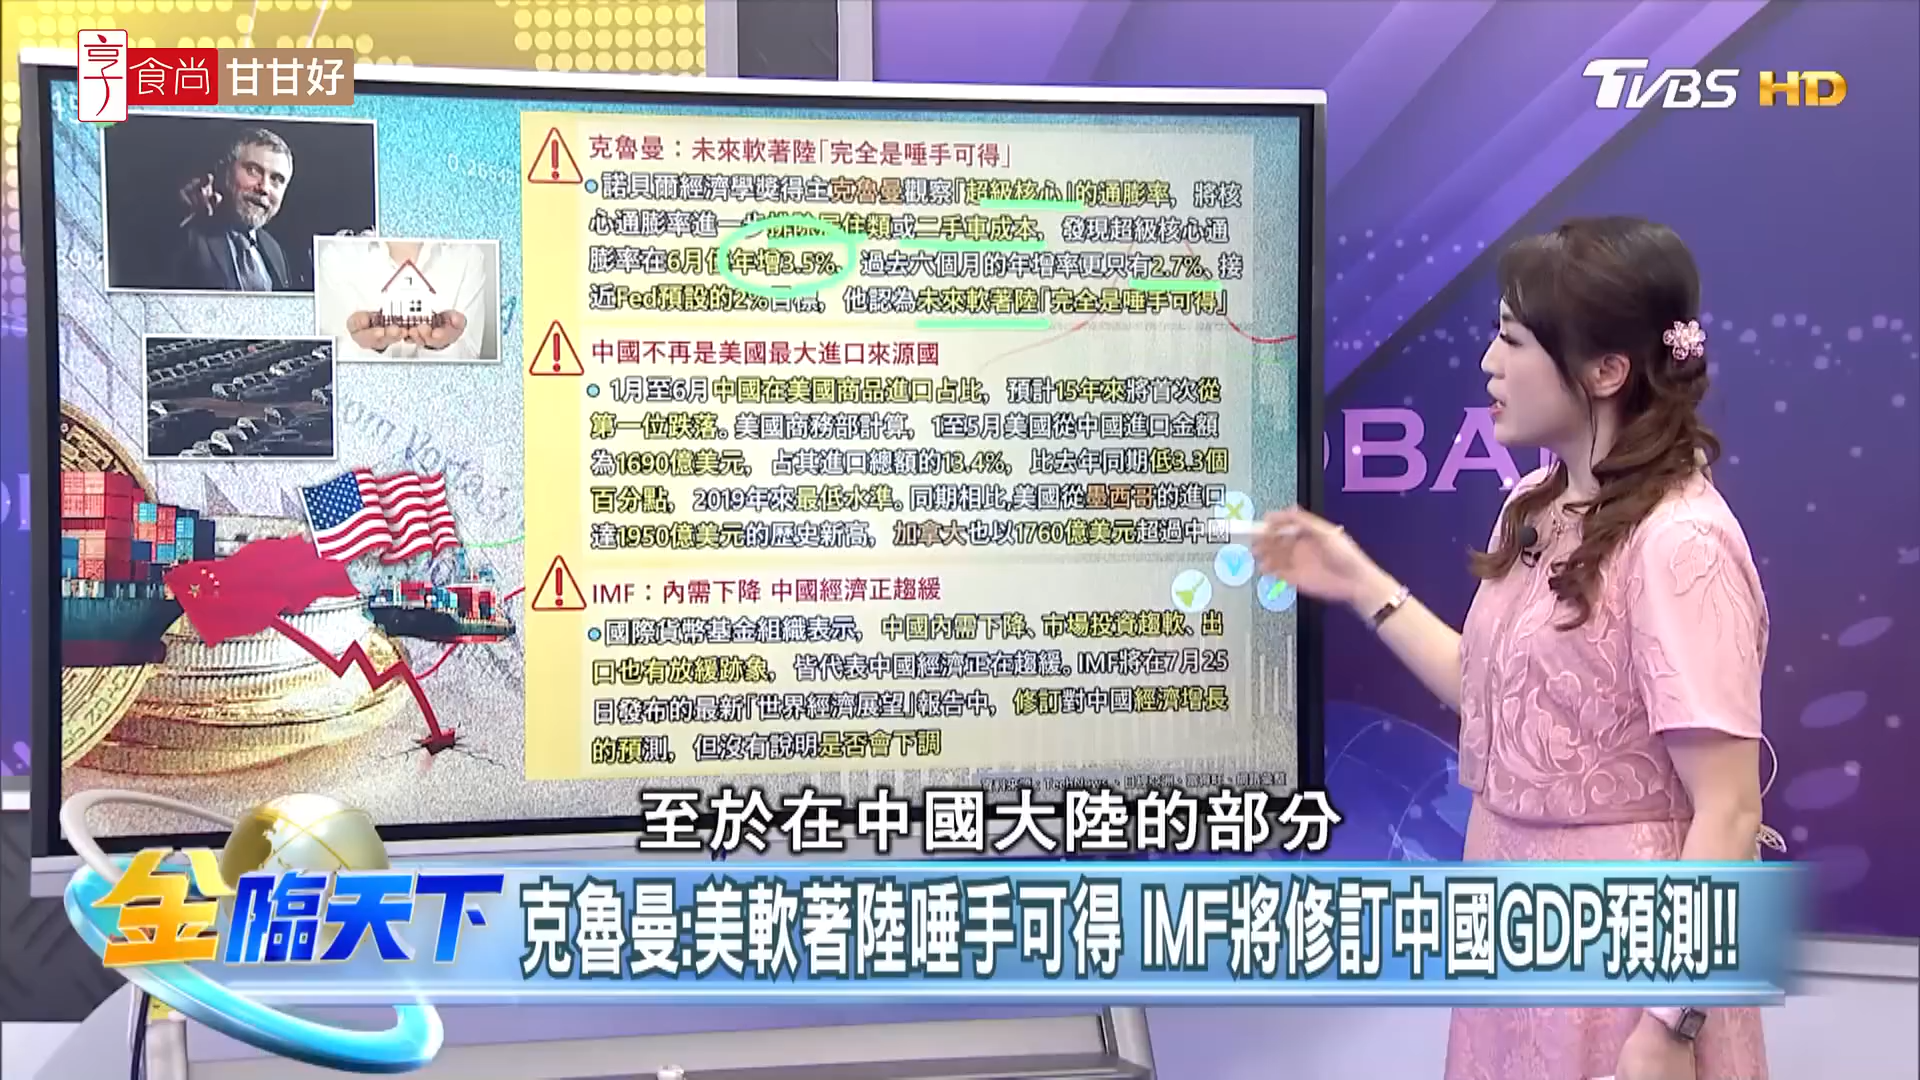 享食尚 甘甘好
TVBS HD
克魯曼：未來軟著陸「完全是唾手可得」
諾貝爾經濟學獎得主克魯曼觀察「超級核心」的通膨率，將核
心通膨率進一步排除居住類或二手車成本，發現超級核心通
膨率在6月僅年增3.5%、過去六個月的年增率更只有2.7%、接
近Fed預設的2%目標，他認為未來軟著陸「完全是唾手可得」
中國不再是美國最大進口來源國
1月至6月中國在美國商品進口占比，預計15年來將首次從
第一位跌落。美國商務部計算，1至5月美國從中國進口金額
為1690億美元，占其進口總額的13.4%，比去年同期低3.3個
百分點，2019年來最低水準。同期相比,美國從墨西哥的進口
達1950億美元的歷史新高，加拿大也以1760億美元超過中國
IMF：內需下降 中國經濟正趨緩
國際貨幣基金組織表示，中國內需下降、市場投資趨軟、出
口也有放緩跡象，皆代表中國經濟正在趨緩。IMF將在7月25
日發布的最新「世界經濟展望」報告中，修訂對中國經濟增長
的預測，但沒有說明是否會下調
資料來源：TechNews、
至於在中國大陸的部分
金臨天下
克魯曼:美軟著陸唾手可得 IMF將修訂中國GDP預測!!